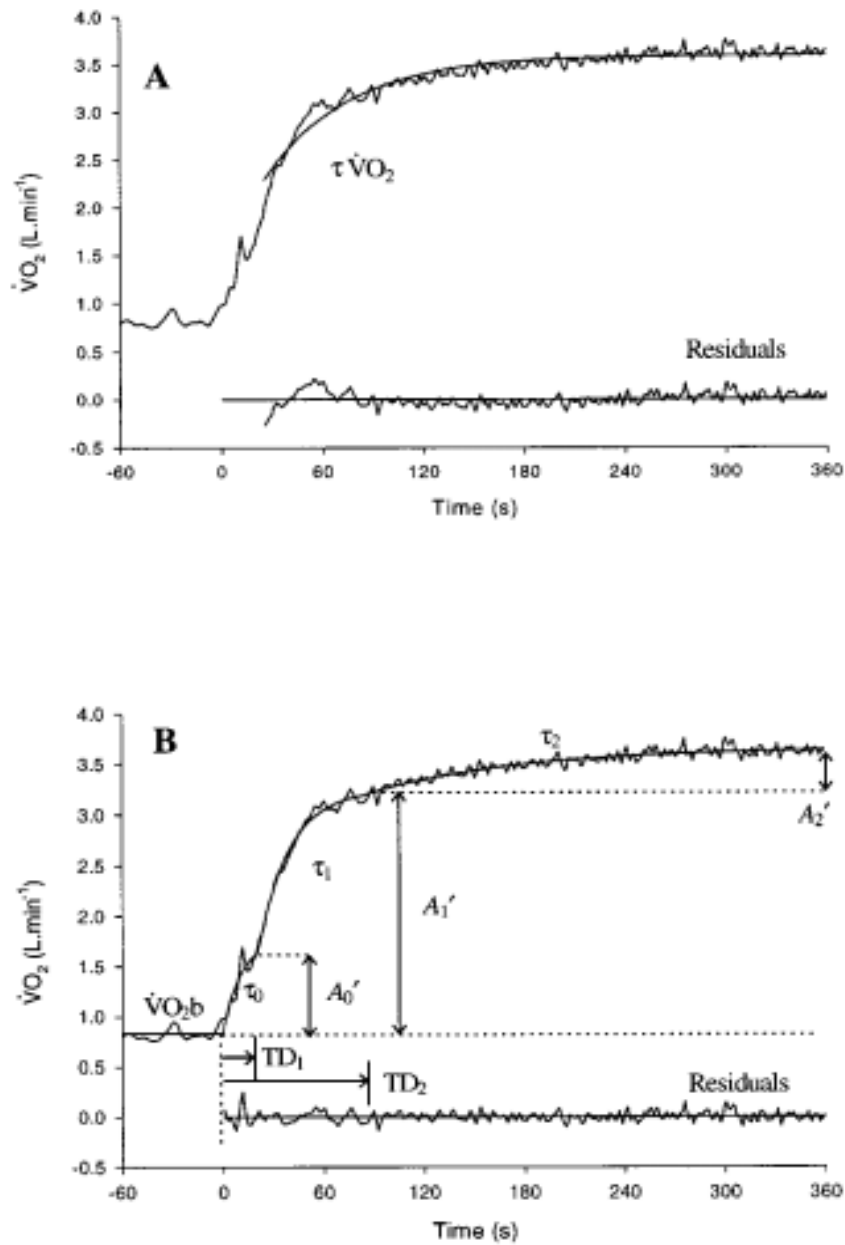 A
4.0
3.5
3.0
2.5
2.0
1.5
1.0
0.5
0.0
-0.5
V̇O₂ (L.min⁻¹)
τ V̇O₂
Residuals
-60 0 60 120 180 240 300 360
Time (s)
B
4.0
3.5
3.0
2.5
2.0
1.5
1.0
0.5
0.0
-0.5
V̇O₂ (L.min⁻¹)
τ₂
A₂′
τ₁
A₁′
τ₀
A₀′
V̇O₂b
TD₁
TD₂
Residuals
-60 0 60 120 180 240 300 360
Time (s)